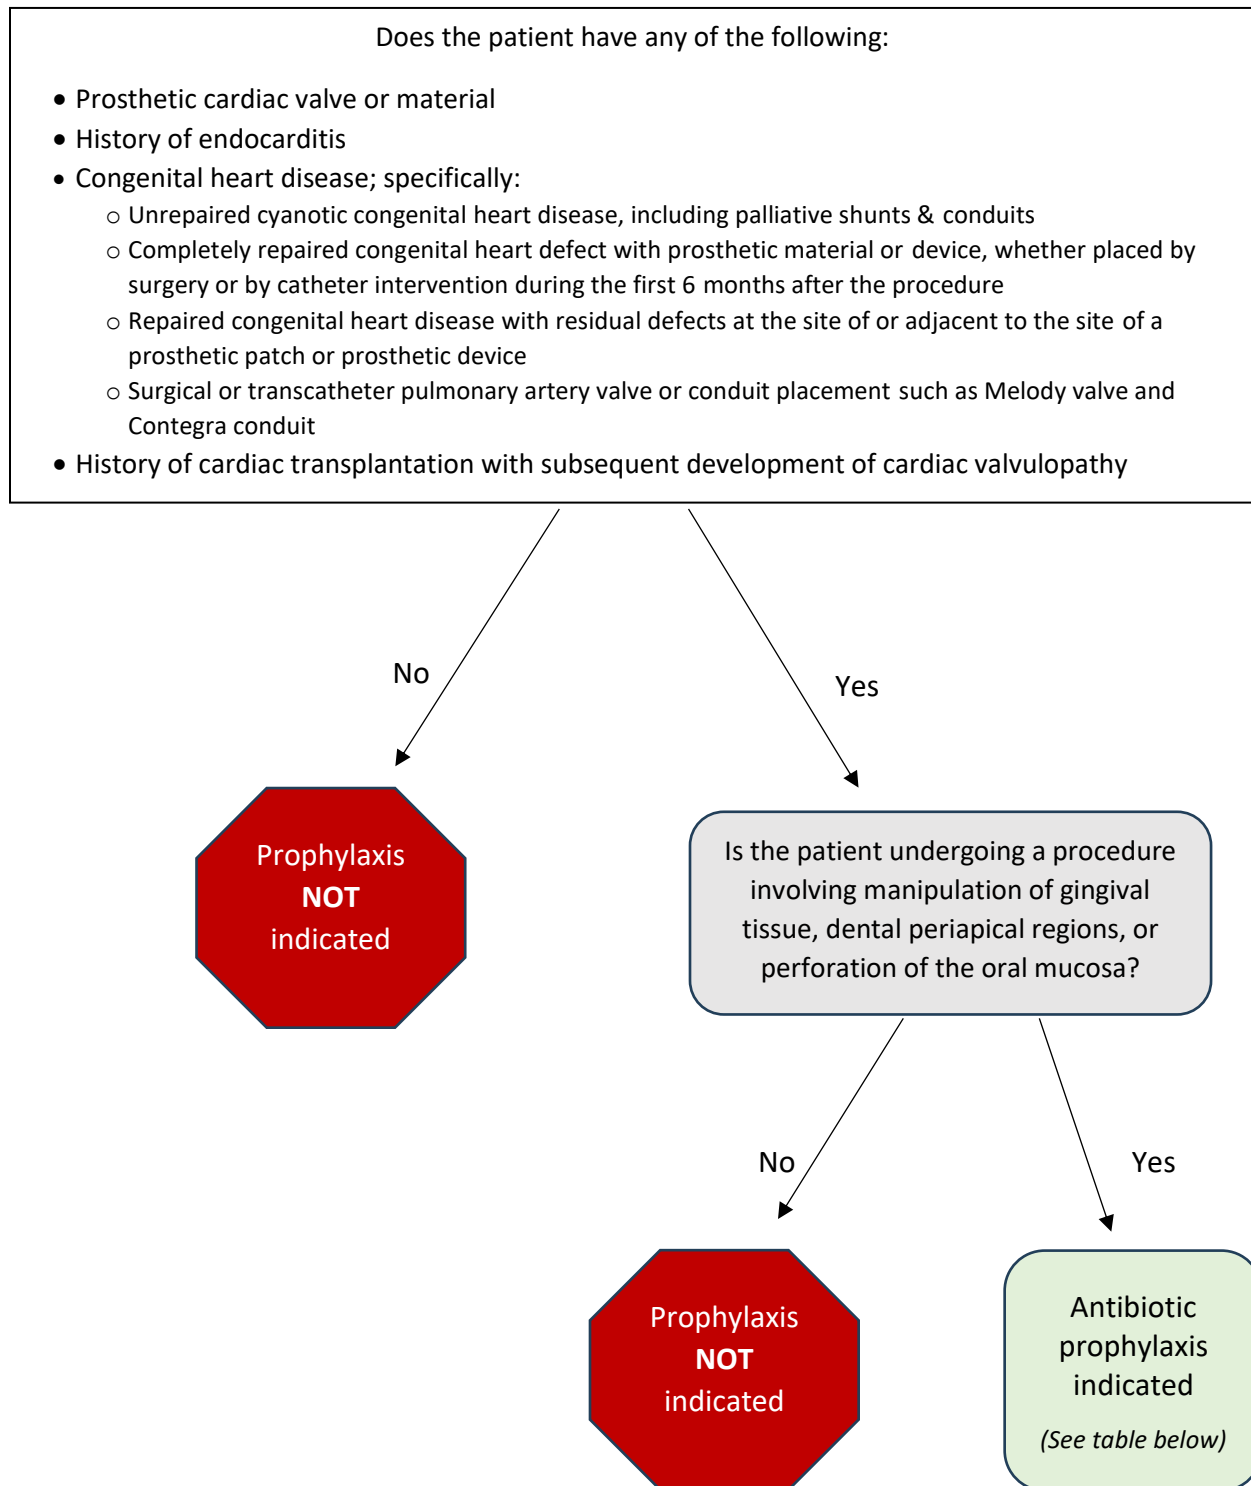 Does the patient have any of the following:
• Prosthetic cardiac valve or material
• History of endocarditis
• Congenital heart disease; specifically:
○ Unrepaired cyanotic congenital heart disease, including palliative shunts & conduits
○ Completely repaired congenital heart defect with prosthetic material or device, whether placed by
surgery or by catheter intervention during the first 6 months after the procedure
○ Repaired congenital heart disease with residual defects at the site of or adjacent to the site of a
prosthetic patch or prosthetic device
○ Surgical or transcatheter pulmonary artery valve or conduit placement such as Melody valve and
Contegra conduit
• History of cardiac transplantation with subsequent development of cardiac valvulopathy
No
Yes
Prophylaxis
NOT
indicated
Is the patient undergoing a procedure
involving manipulation of gingival
tissue, dental periapical regions, or
perforation of the oral mucosa?
No
Yes
Prophylaxis
NOT
indicated
Antibiotic
prophylaxis
indicated
(See table below)